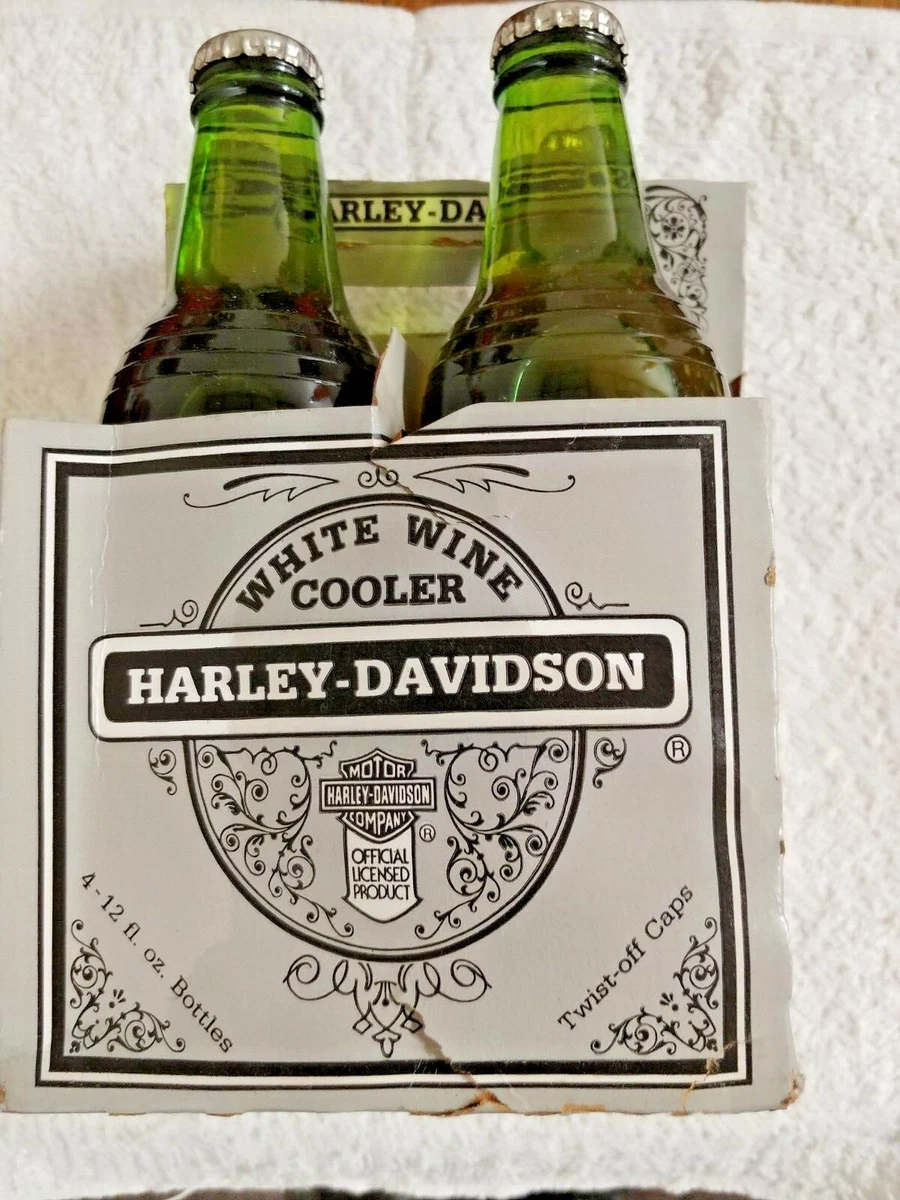 ARLEY-DA
WHITE WINE
COOLER
HARLEY-DAVIDSON
®
MOTOR
HARLEY-DAVIDSON
COMPANY
®
OFFICIAL
LICENSED
PRODUCT
4-12 fl. oz. Bottles
Twist-off Caps